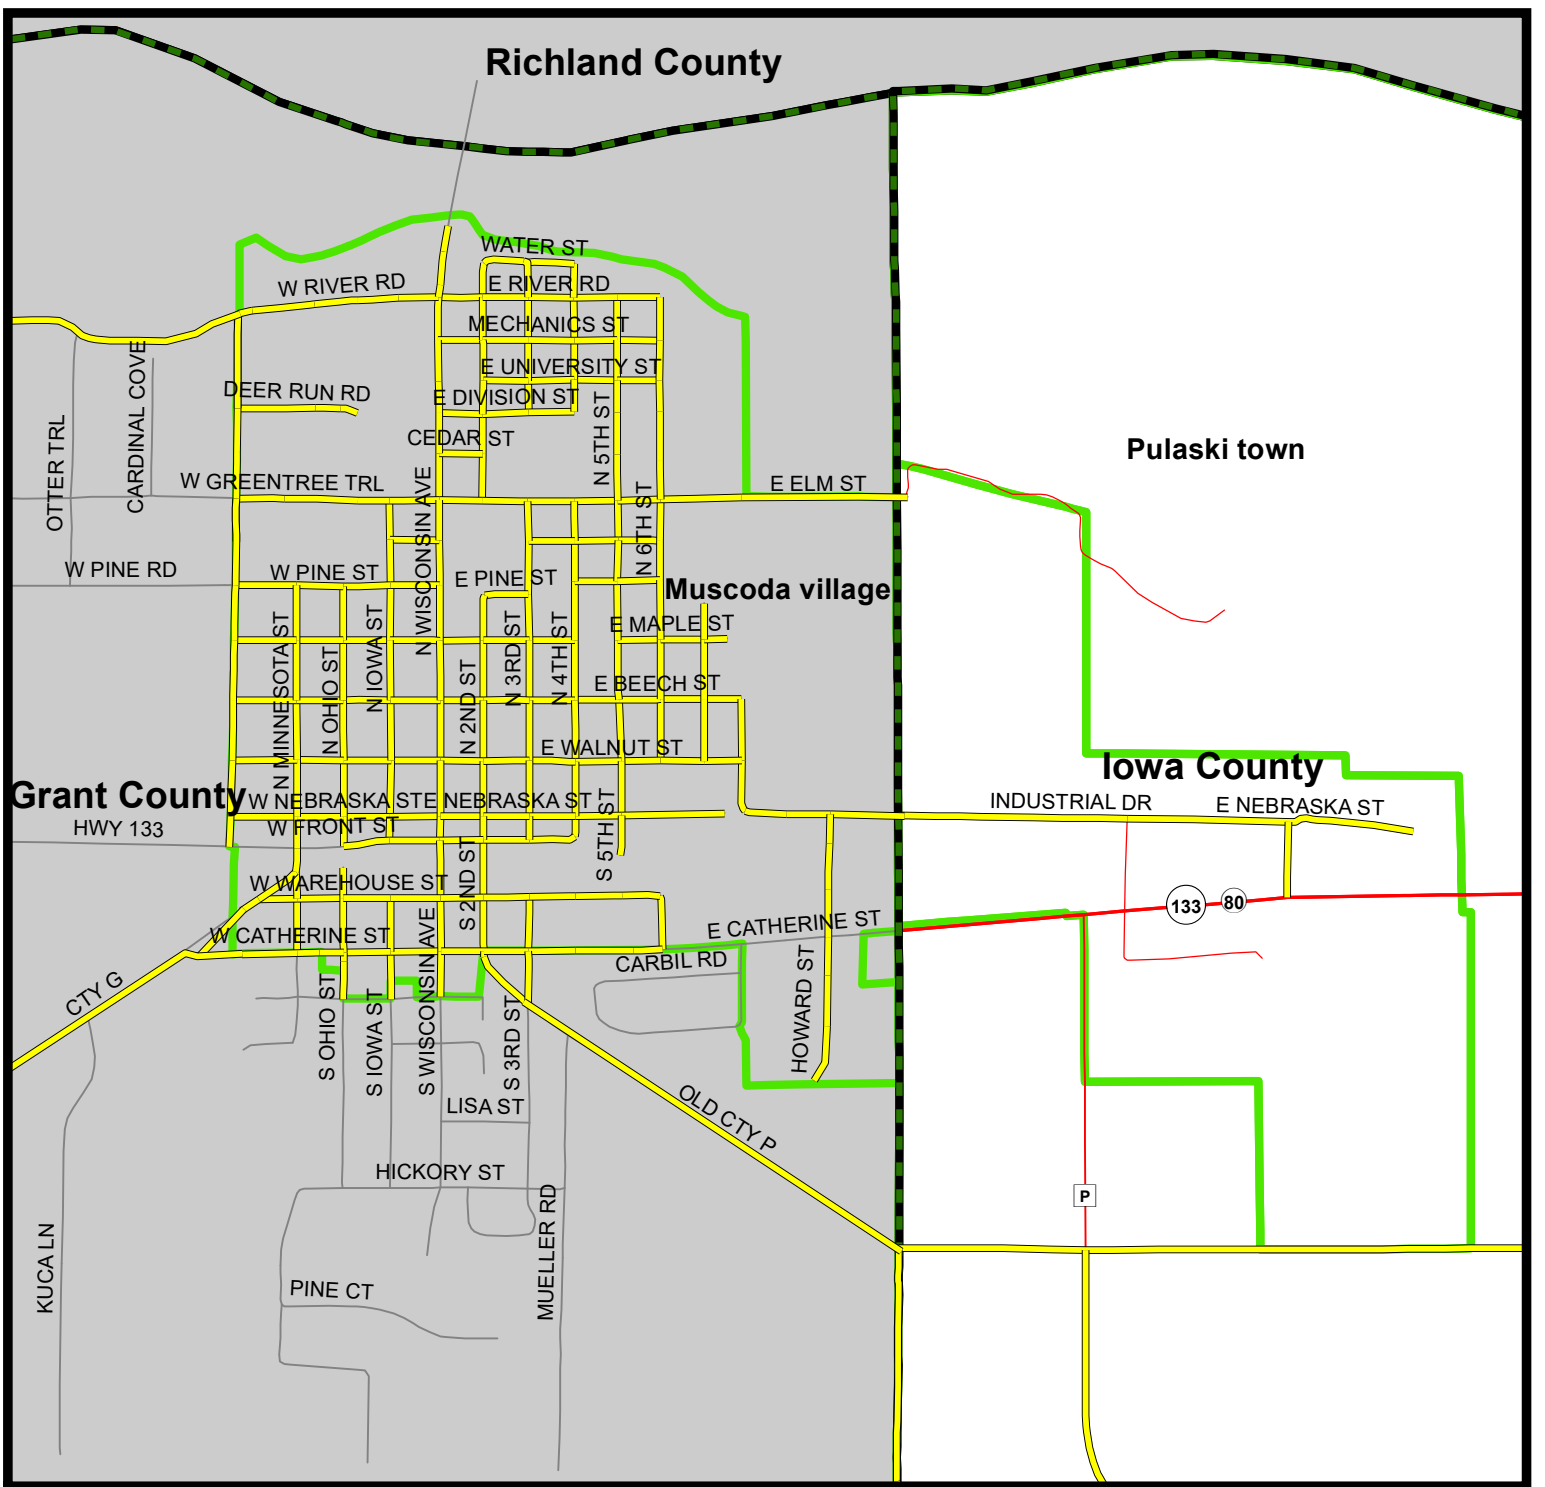 Richland County
WATER ST
W RIVER RD
E RIVER RD
MECHANICS ST
E UNIVERSITY ST
DEER RUN RD
E DIVISION ST
CARDINAL COVE
CEDAR ST
N 5TH ST
Pulaski town
OTTER TRL
W GREENTREE TRL
E ELM ST
N WISCONSIN AVE
N 6TH ST
W PINE RD
W PINE ST
E PINE ST
Muscoda village
E MAPLE ST
N MINNESOTA ST
N OHIO ST
N IOWA ST
N 2ND ST
N 3RD ST
N 4TH ST
E BEECH ST
E WALNUT ST
Iowa County
Grant County
W NEBRASKA ST
E NEBRASKA ST
INDUSTRIAL DR
E NEBRASKA ST
HWY 133
W FRONT ST
S 5TH ST
W WAREHOUSE ST
S 2ND ST
133
80
W CATHERINE ST
E CATHERINE ST
CARBIL RD
CTY G
S OHIO ST
S IOWA ST
S WISCONSIN AVE
S 3RD ST
HOWARD ST
LISA ST
OLD CTY P
HICKORY ST
P
KUCA LN
MUELLER RD
PINE CT